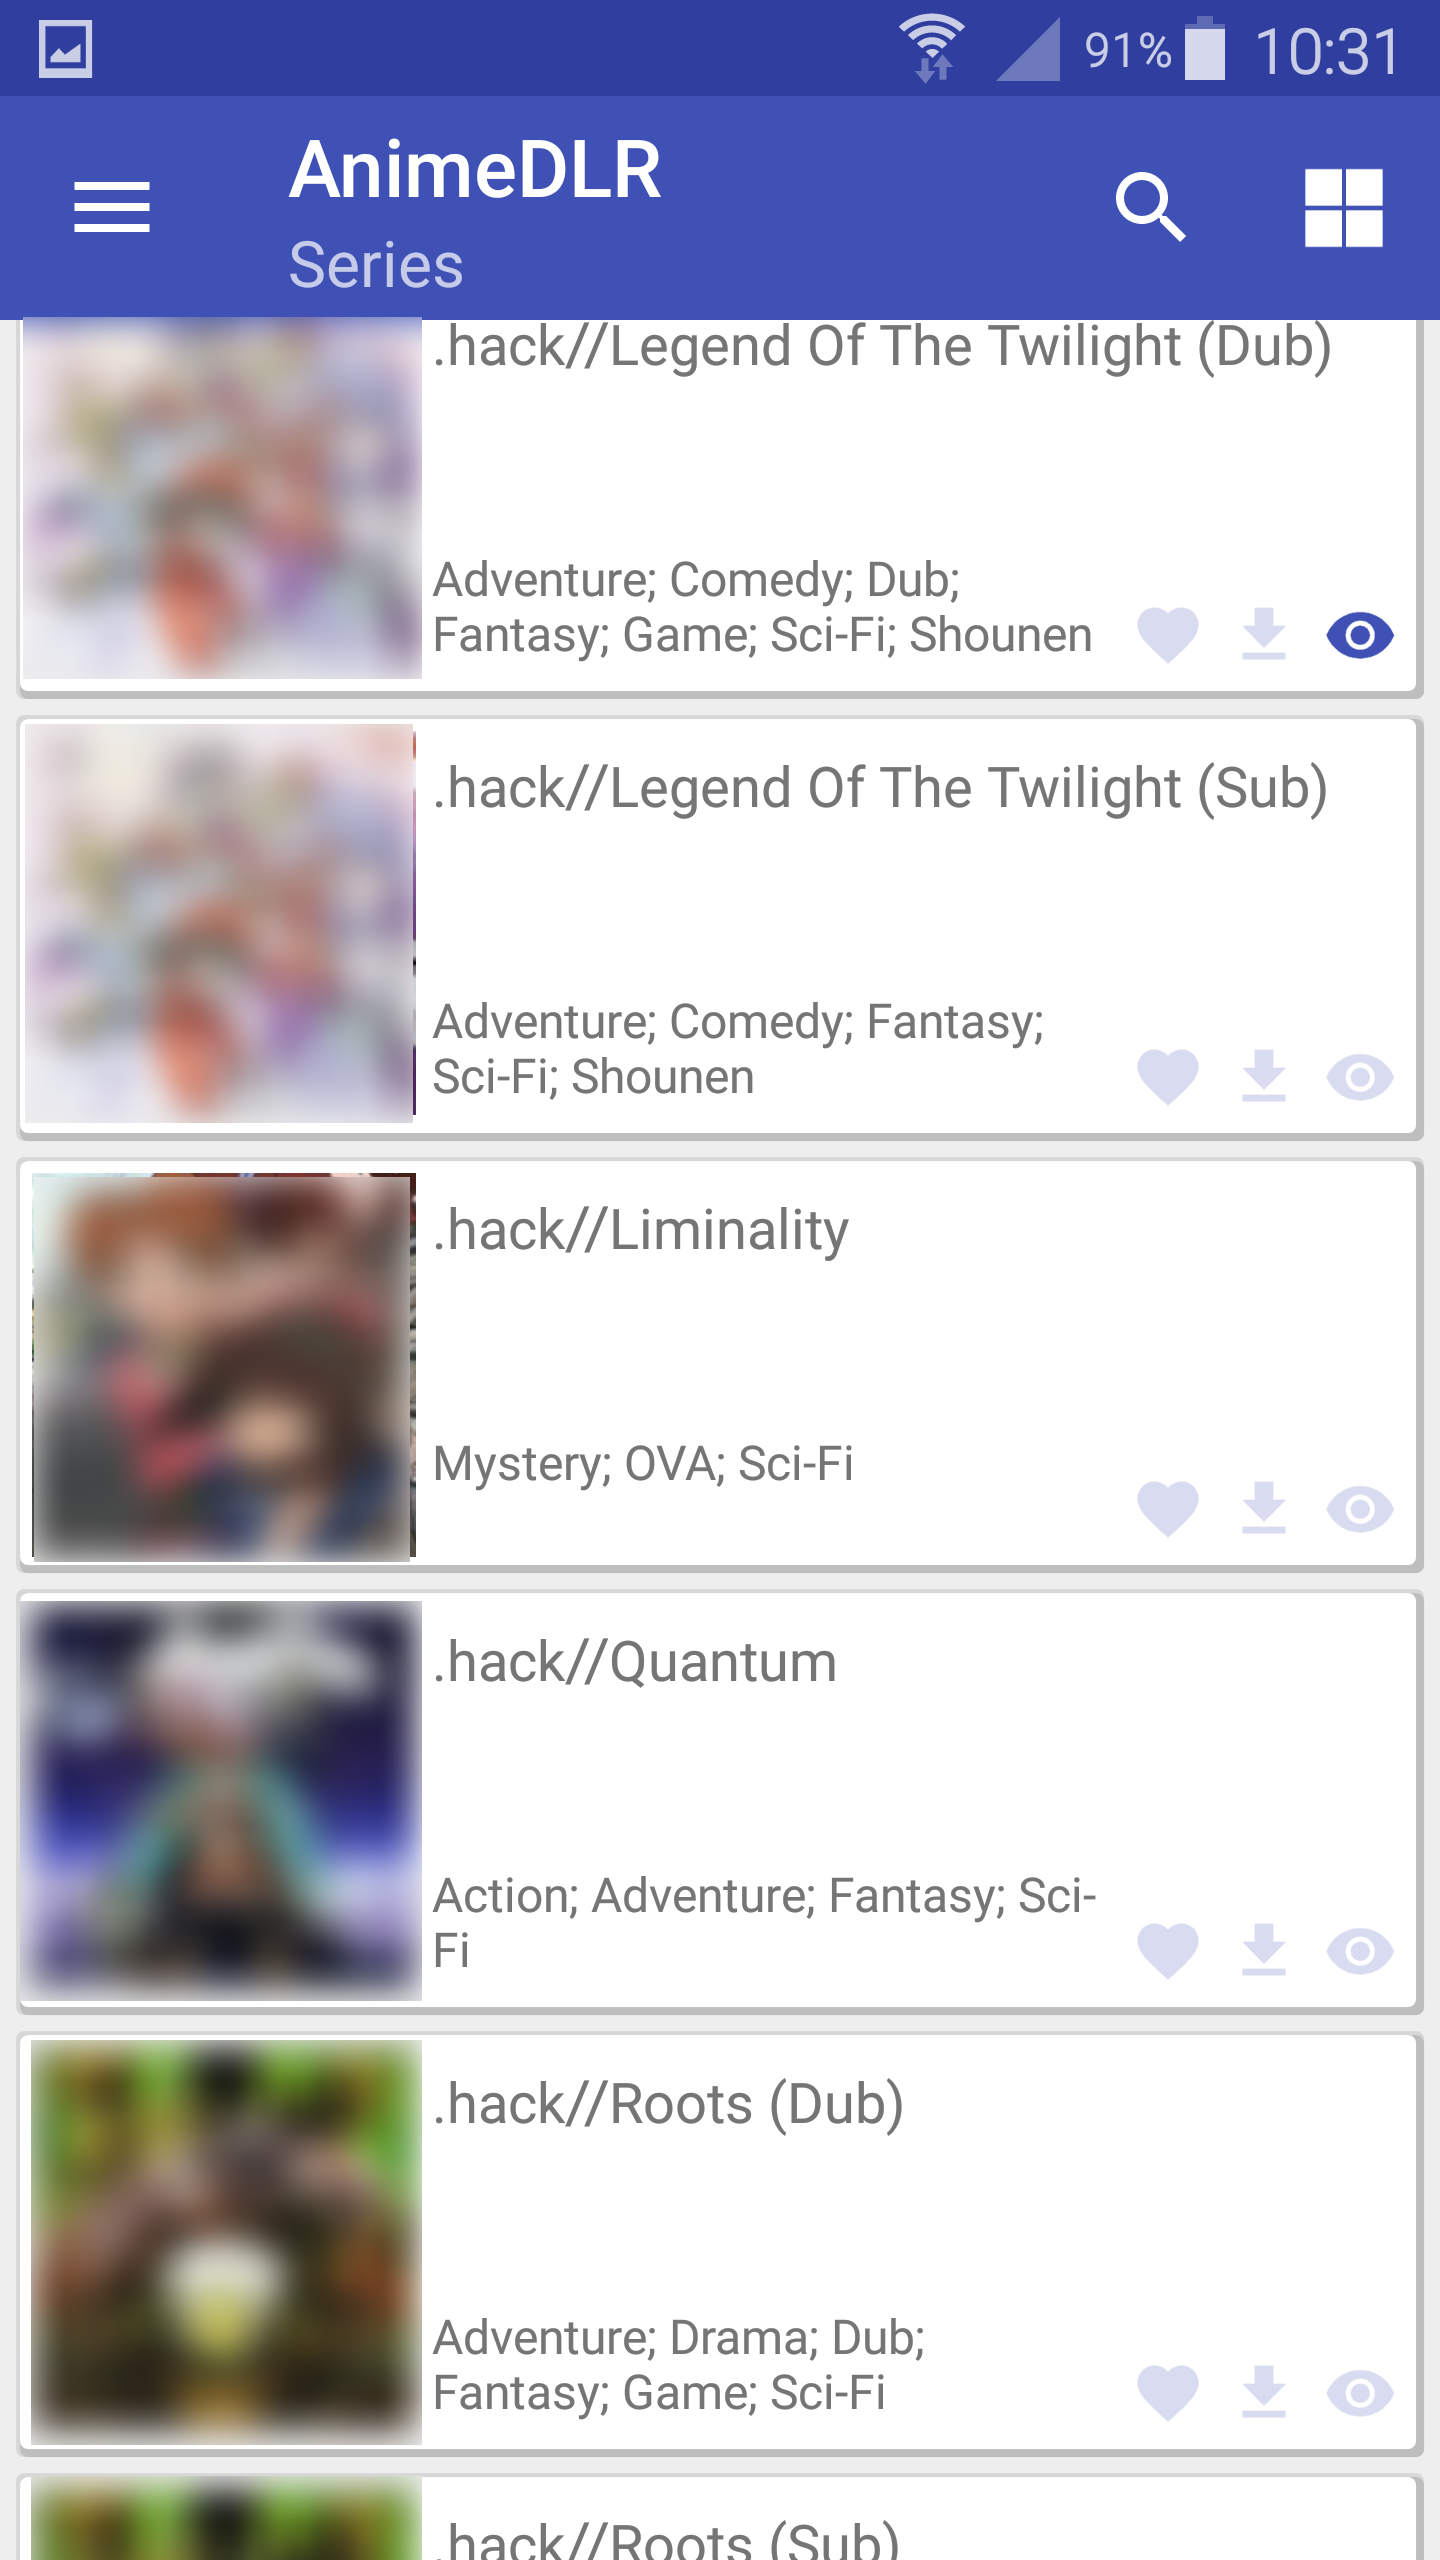 91% 10:31
AnimeDLR
Series
.hack//Legend Of The Twilight (Dub)
Adventure; Comedy; Dub;
Fantasy; Game; Sci-Fi; Shounen
.hack//Legend Of The Twilight (Sub)
Adventure; Comedy; Fantasy;
Sci-Fi; Shounen
.hack//Liminality
Mystery; OVA; Sci-Fi
.hack//Quantum
Action; Adventure; Fantasy; Sci-
Fi
.hack//Roots (Dub)
Adventure; Drama; Dub;
Fantasy; Game; Sci-Fi
.hack//Roots (Sub)